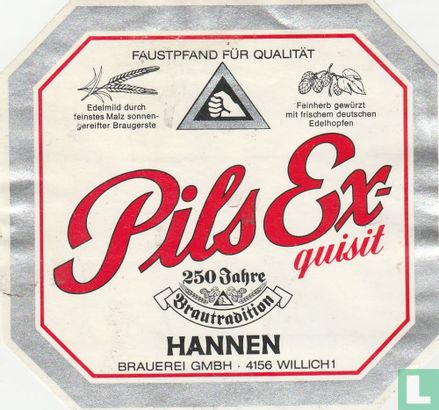 FAUSTPFAND FÜR QUALITÄT
Edelmild durch
feinstes Malz sonnen-
gereifter Braugerste
Feinherb gewürzt
mit frischem deutschen
Edelhopfen
Pils Ex-
quisit
250 Jahre
Brautradition
HANNEN
BRAUEREI GMBH · 4156 WILLICH 1
L